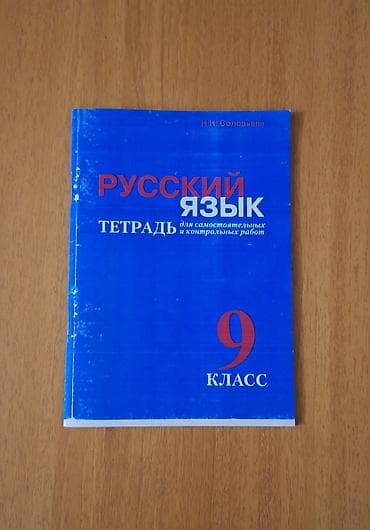 Н.Н. Соловьева
РУССКИЙ
ЯЗЫК
ТЕТРАДЬ для самостоятельных
и контрольных работ
9
КЛАСС